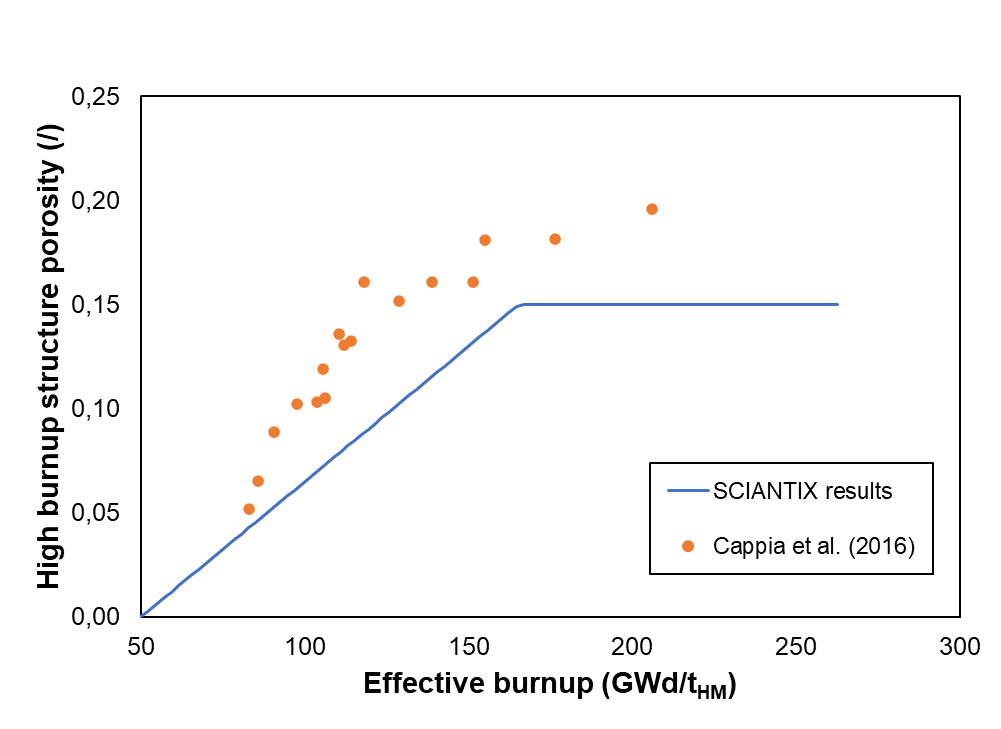 High burnup structure porosity (/)
0,25
0,20
0,15
0,10
0,05
0,00
50 100 150 200 250 300
Effective burnup (GWd/tHM)
SCIANTIX results
Cappia et al. (2016)